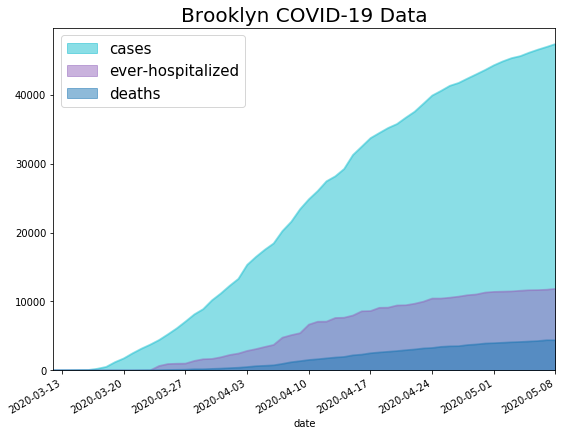 Brooklyn COVID-19 Data
cases
ever-hospitalized
deaths
40000
30000
20000
10000
0
2020-03-13
2020-03-20
2020-03-27
2020-04-03
2020-04-10
2020-04-17
2020-04-24
2020-05-01
2020-05-08
date